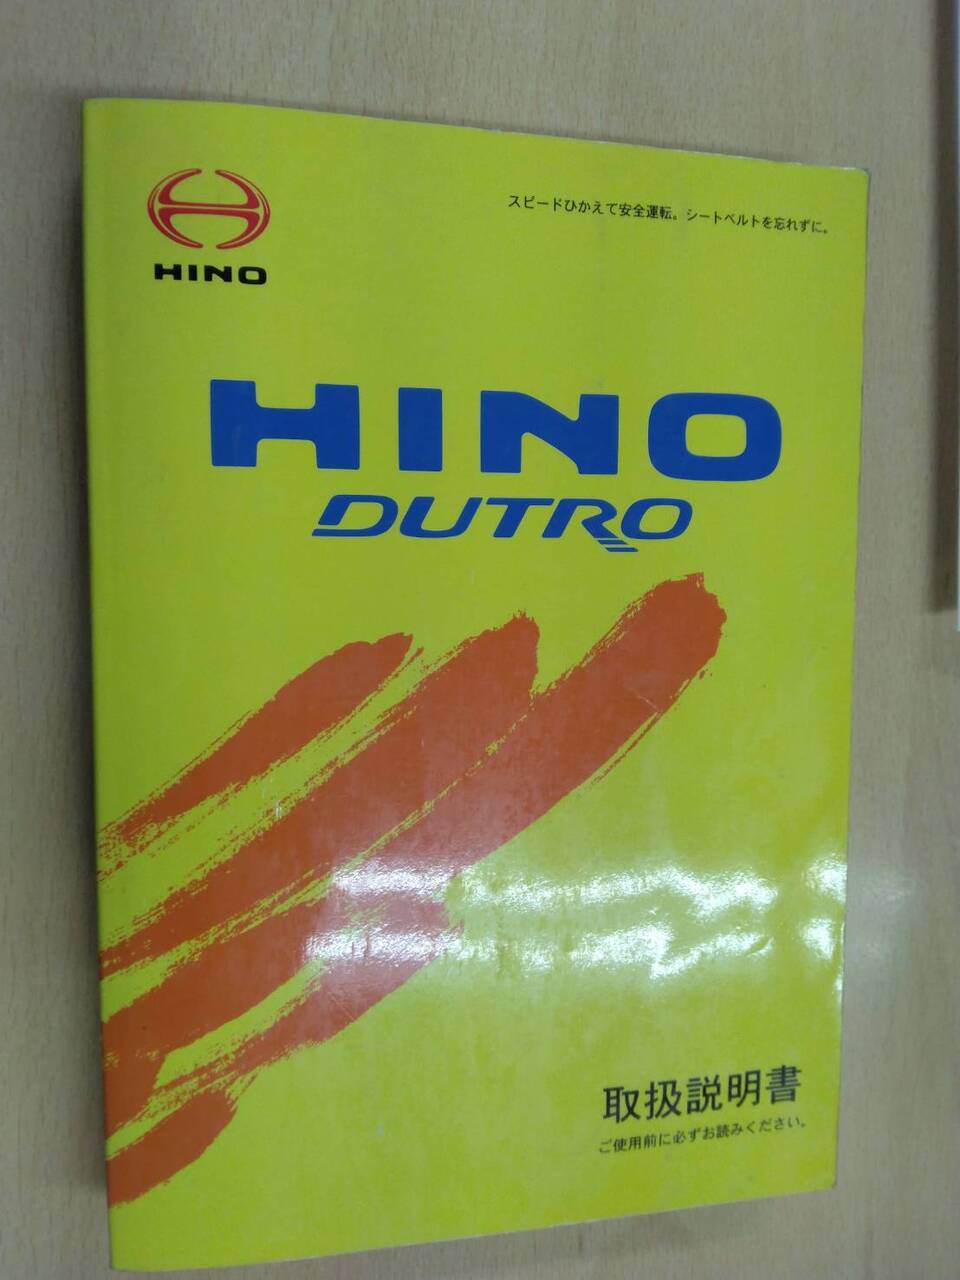 HINO
スピードひかえて安全運転。シートベルトを忘れずに。
HINO
DUTRO
取扱説明書
ご使用前に必ずお読みください。